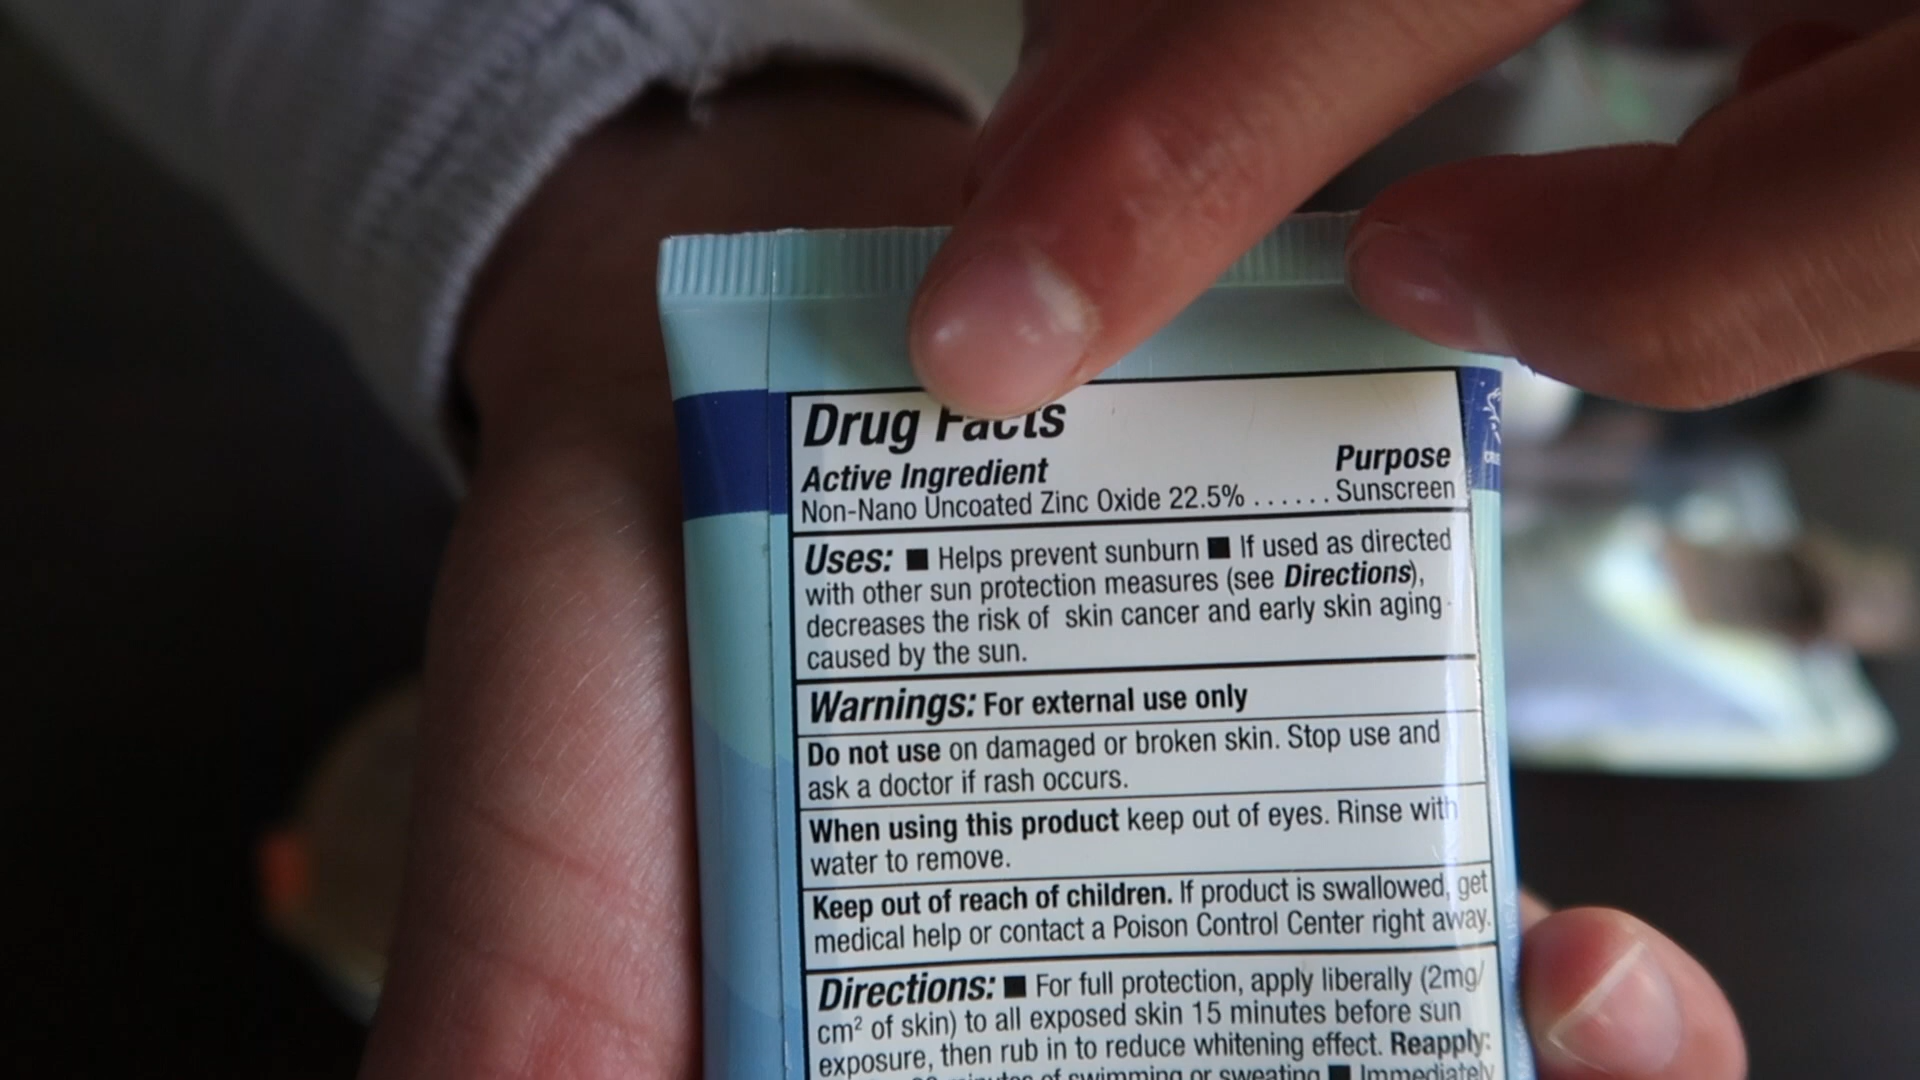 Drug Facts
Active Ingredient Purpose
Non-Nano Uncoated Zinc Oxide 22.5% ...... Sunscreen
Uses: ■ Helps prevent sunburn ■ If used as directed
with other sun protection measures (see Directions),
decreases the risk of skin cancer and early skin aging
caused by the sun.
Warnings: For external use only
Do not use on damaged or broken skin. Stop use and
ask a doctor if rash occurs.
When using this product keep out of eyes. Rinse with
water to remove.
Keep out of reach of children. If product is swallowed, get
medical help or contact a Poison Control Center right away.
Directions: ■ For full protection, apply liberally (2mg/
cm² of skin) to all exposed skin 15 minutes before sun
exposure, then rub in to reduce whitening effect. Reapply:
minutes of swimming or sweating ■ Immediately